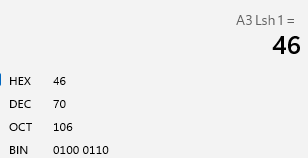 A3 Lsh 1 =
46
HEX 46
DEC 70
OCT 106
BIN 0100 0110